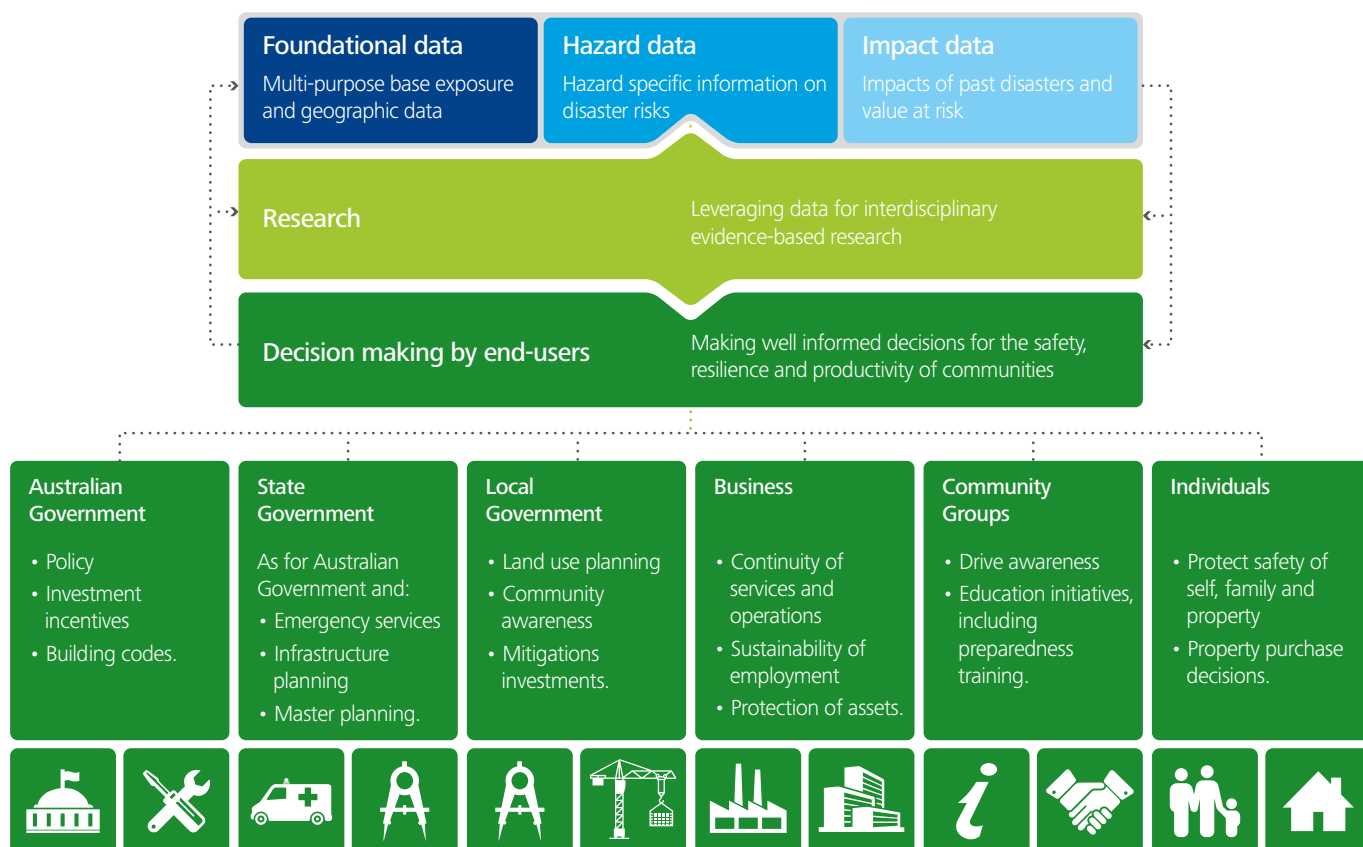 Foundational data
Multi-purpose base exposure
and geographic data
Hazard data
Hazard specific information on
disaster risks
Impact data
Impacts of past disasters and
value at risk
Research
Leveraging data for interdisciplinary
evidence-based research
Decision making by end-users
Making well informed decisions for the safety,
resilience and productivity of communities
Australian
Government
• Policy
• Investment
incentives
• Building codes.
State
Government
As for Australian
Government and:
• Emergency services
• Infrastructure
planning
• Master planning.
Local
Government
• Land use planning
• Community
awareness
• Mitigations
investments.
Business
• Continuity of
services and
operations
• Sustainability of
employment
• Protection of assets.
Community
Groups
• Drive awareness
• Education initiatives,
including
preparedness
training.
Individuals
• Protect safety of
self, family and
property
• Property purchase
decisions.